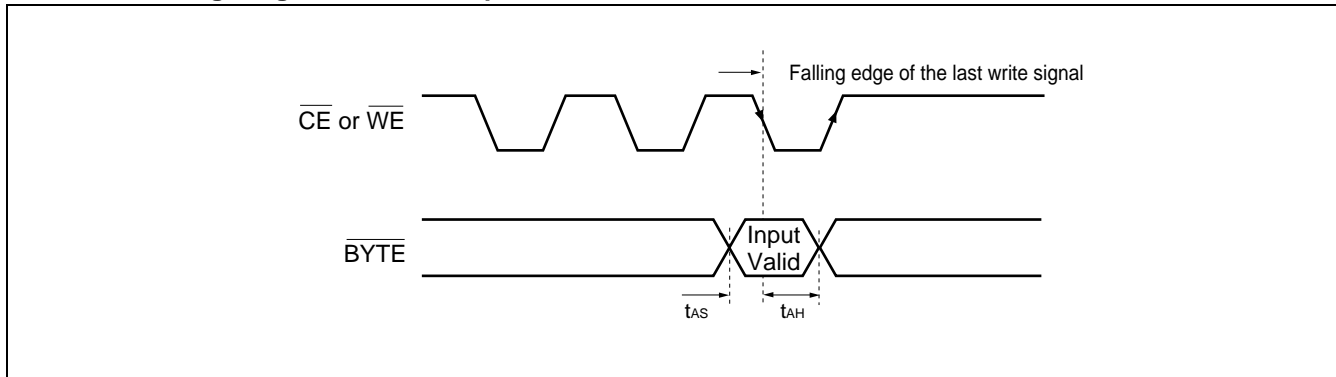 Falling edge of the last write signal
CE or WE
BYTE
Input
Valid
tAS
tAH